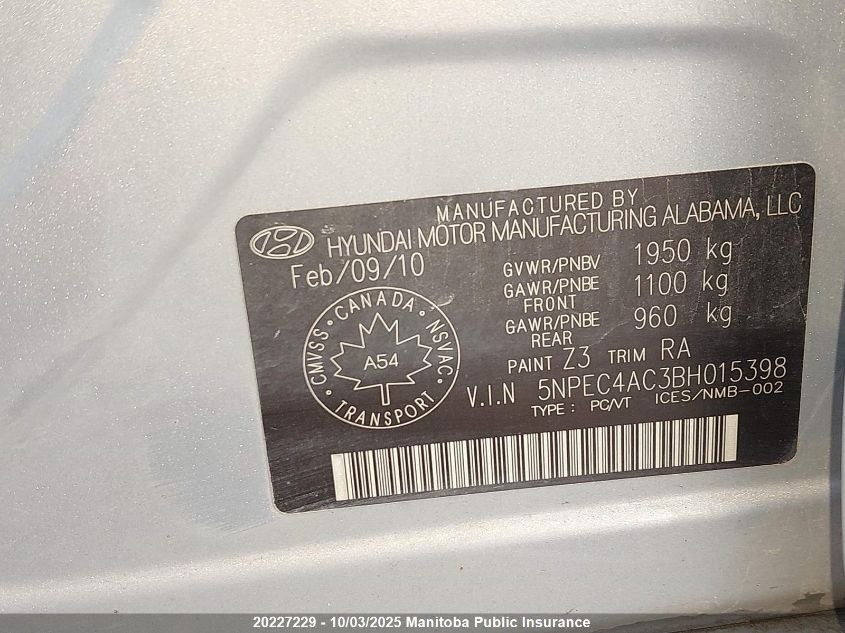 MANUFACTURED BY
HYUNDAI MOTOR MANUFACTURING ALABAMA, LLC
Feb/09/10
GVWR/PNBV 1950 kg
GAWR/PNBE FRONT 1100 kg
GAWR/PNBE REAR 960 kg
PAINT Z3 TRIM RA
V.I.N 5NPEC4AC3BH015398
TYPE : PC/VT ICES/NMB-002
CMVSS · CANADA · NSVAC · TRANSPORT ·
A54
20227229 - 10/03/2025 Manitoba Public Insurance